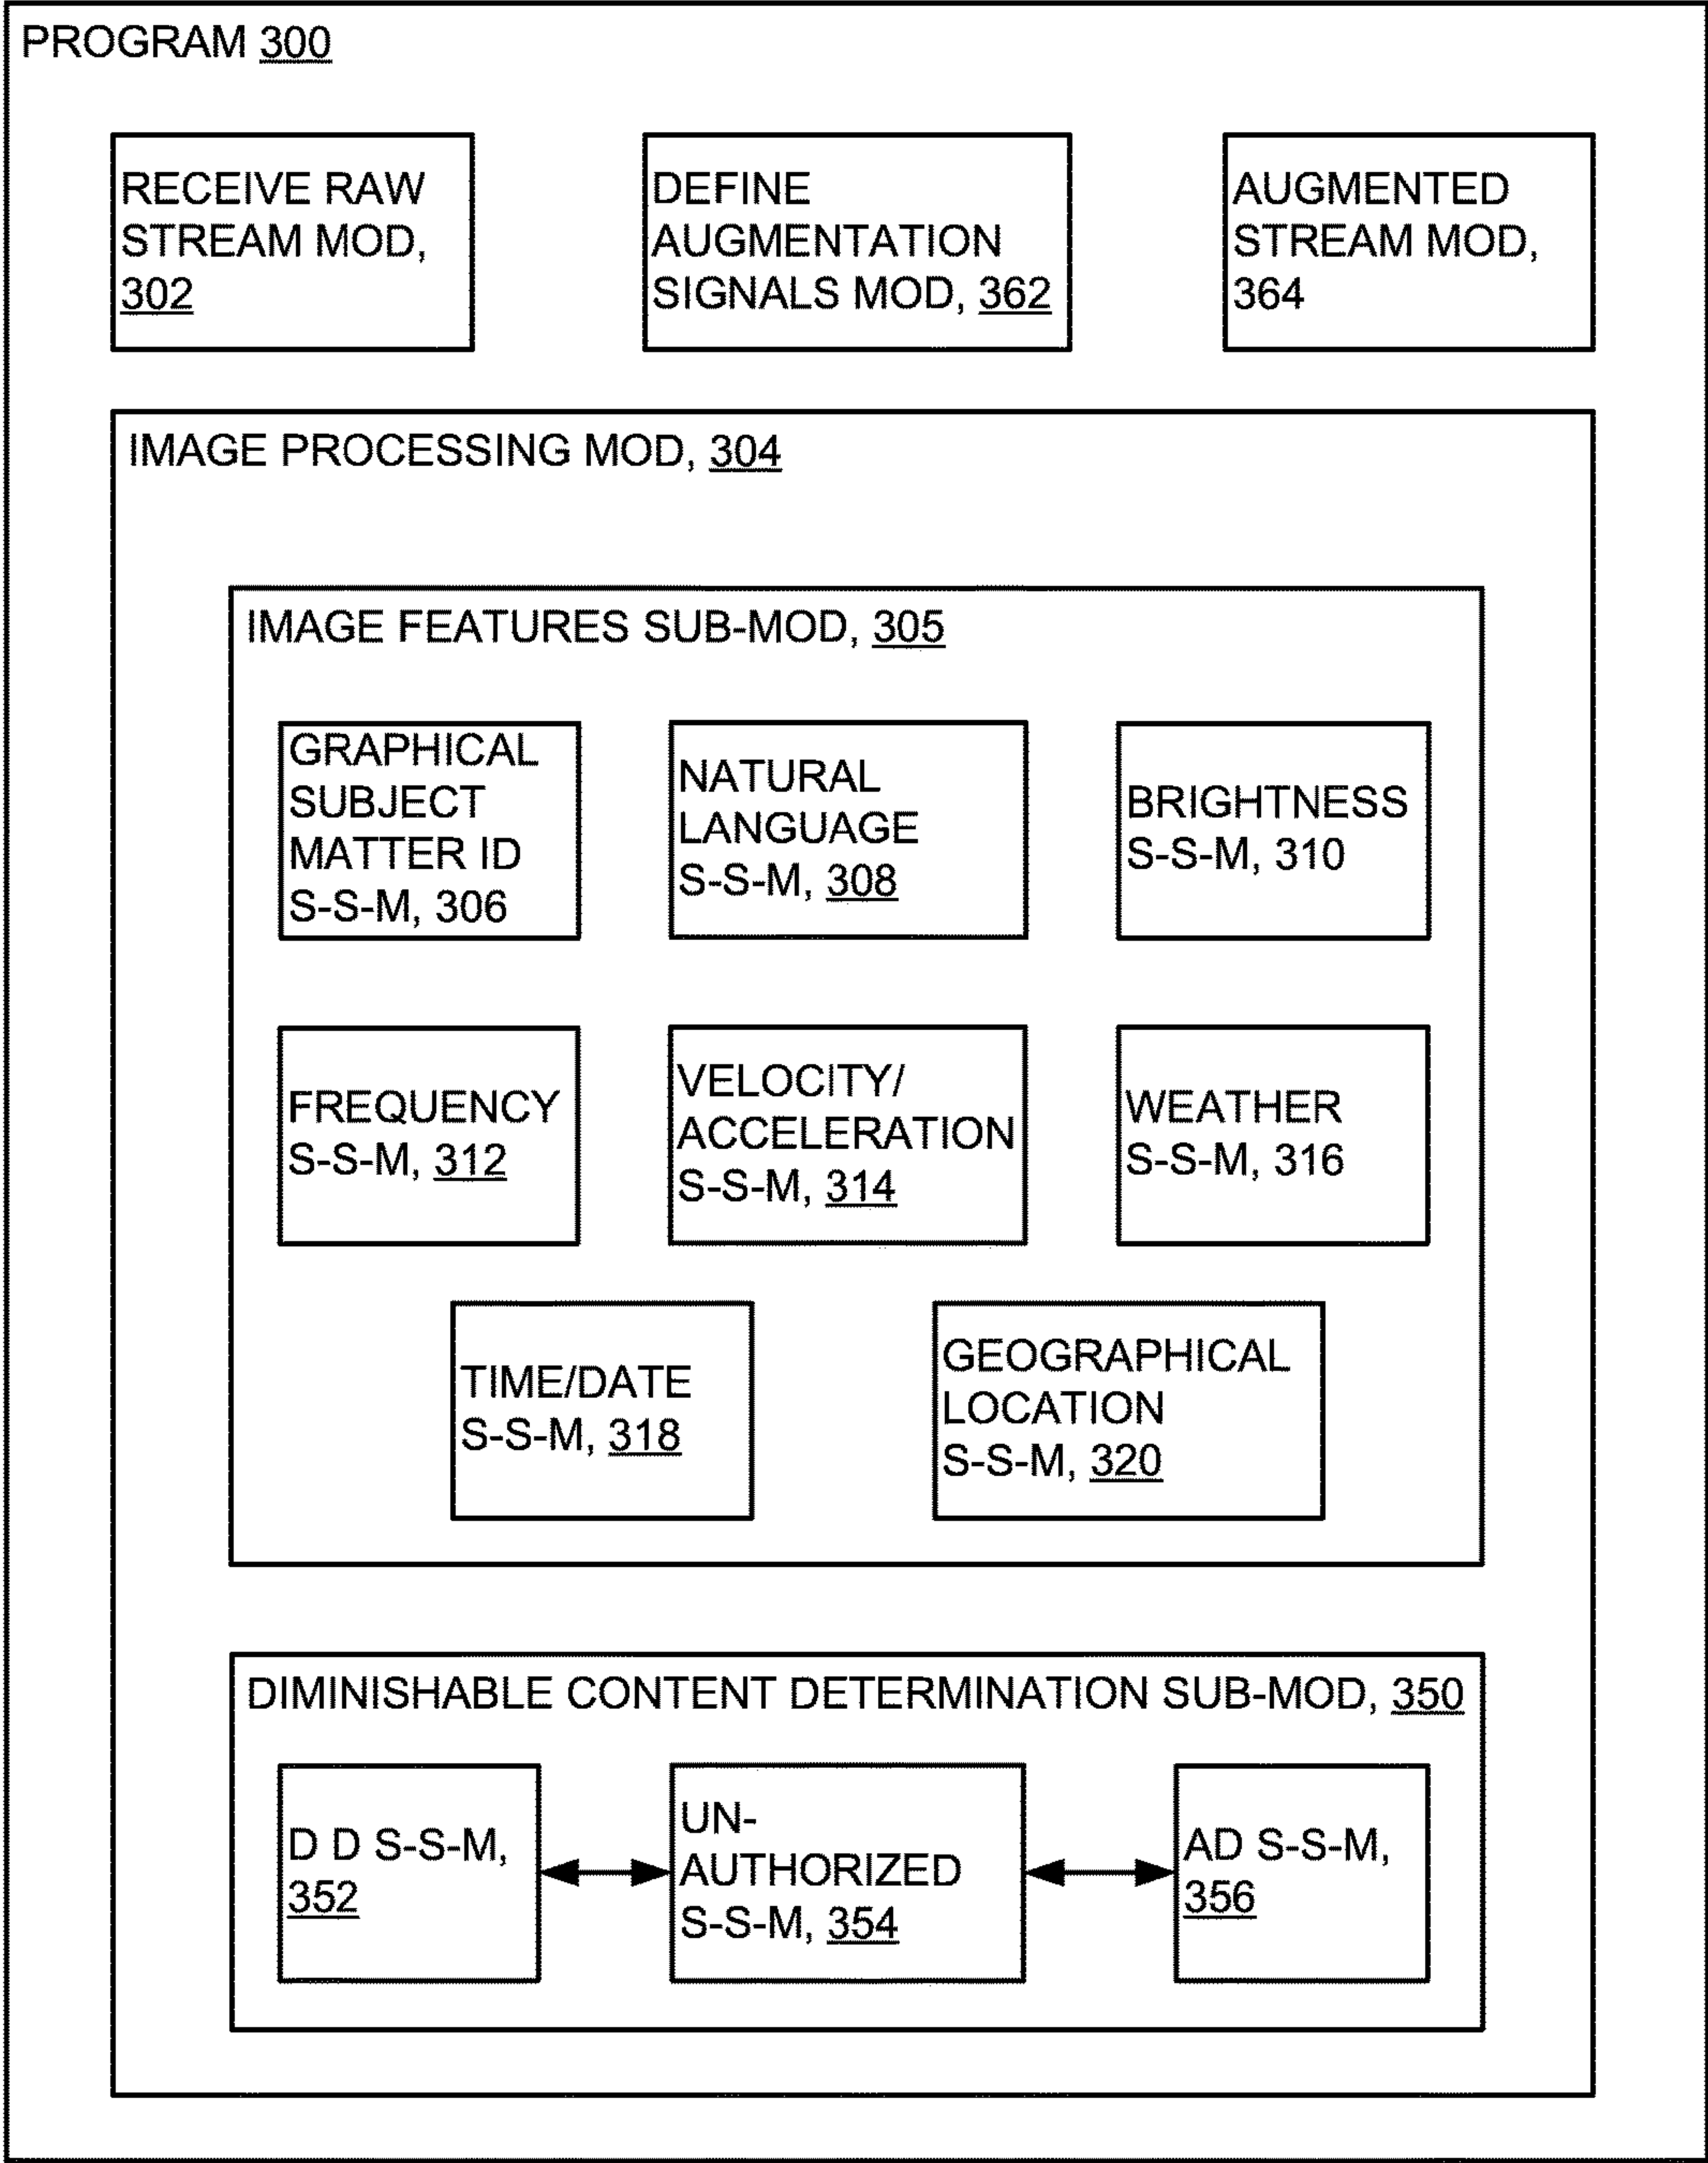 PROGRAM 300
RECEIVE RAW
STREAM MOD,
302
DEFINE
AUGMENTATION
SIGNALS MOD, 362
AUGMENTED
STREAM MOD,
364
IMAGE PROCESSING MOD, 304
IMAGE FEATURES SUB-MOD, 305
GRAPHICAL
SUBJECT
MATTER ID
S-S-M, 306
NATURAL
LANGUAGE
S-S-M, 308
BRIGHTNESS
S-S-M, 310
FREQUENCY
S-S-M, 312
VELOCITY/
ACCELERATION
S-S-M, 314
WEATHER
S-S-M, 316
TIME/DATE
S-S-M, 318
GEOGRAPHICAL
LOCATION
S-S-M, 320
DIMINISHABLE CONTENT DETERMINATION SUB-MOD, 350
D D S-S-M,
352
UN-
AUTHORIZED
S-S-M, 354
AD S-S-M,
356